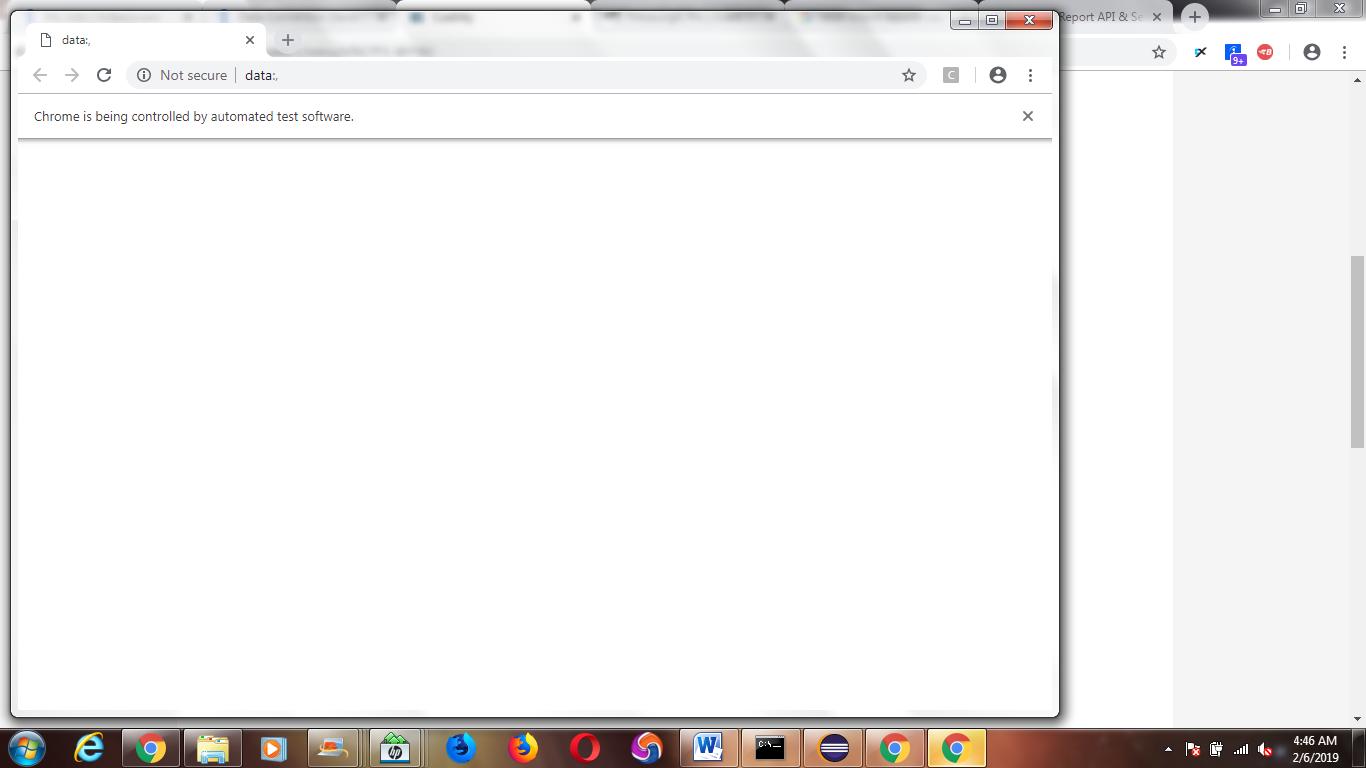 data:,
Report API & Se
Not secure data:,
C
9+
Chrome is being controlled by automated test software.
hp
W
C:\
4:46 AM
2/6/2019